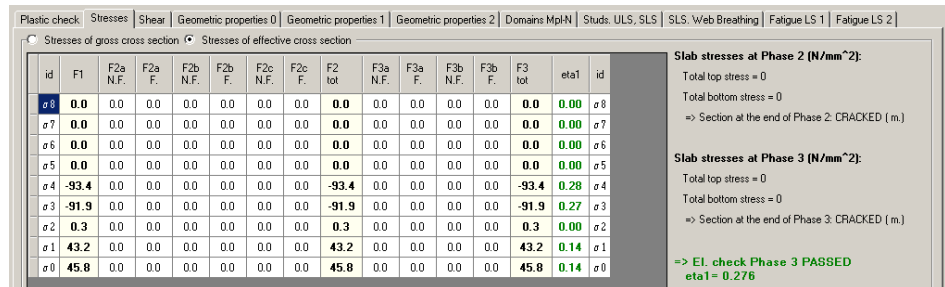 Plastic check Stresses Shear Geometric properties 0 Geometric properties 1 Geometric properties 2 Domains Mpl-N Studs. ULS, SLS SLS. Web Breathing Fatigue LS 1 Fatigue LS 2
Stresses of gross cross section Stresses of effective cross section
id F1 F2a N.F. F2a F. F2b N.F. F2b F. F2c N.F. F2c F. F2 tot F3a N.F. F3a F. F3b N.F. F3b F. F3 tot eta1 id
σ 8 0.0 0.0 0.0 0.0 0.0 0.0 0.0 0.0 0.0 0.0 0.0 0.0 0.0 0.00 σ 8
σ 7 0.0 0.0 0.0 0.0 0.0 0.0 0.0 0.0 0.0 0.0 0.0 0.0 0.0 0.00 σ 7
σ 6 0.0 0.0 0.0 0.0 0.0 0.0 0.0 0.0 0.0 0.0 0.0 0.0 0.0 0.00 σ 6
σ 5 0.0 0.0 0.0 0.0 0.0 0.0 0.0 0.0 0.0 0.0 0.0 0.0 0.0 0.00 σ 5
σ 4 -93.4 0.0 0.0 0.0 0.0 0.0 0.0 -93.4 0.0 0.0 0.0 0.0 -93.4 0.28 σ 4
σ 3 -91.9 0.0 0.0 0.0 0.0 0.0 0.0 -91.9 0.0 0.0 0.0 0.0 -91.9 0.27 σ 3
σ 2 0.3 0.0 0.0 0.0 0.0 0.0 0.0 0.3 0.0 0.0 0.0 0.0 0.3 0.00 σ 2
σ 1 43.2 0.0 0.0 0.0 0.0 0.0 0.0 43.2 0.0 0.0 0.0 0.0 43.2 0.14 σ 1
σ 0 45.8 0.0 0.0 0.0 0.0 0.0 0.0 45.8 0.0 0.0 0.0 0.0 45.8 0.14 σ 0
Slab stresses at Phase 2 (N/mm^2):
Total top stress = 0
Total bottom stress = 0
=> Section at the end of Phase 2: CRACKED ( m.)
Slab stresses at Phase 3 (N/mm^2):
Total top stress = 0
Total bottom stress = 0
=> Section at the end of Phase 3: CRACKED ( m.)
=> El. check Phase 3 PASSED
eta1= 0.276